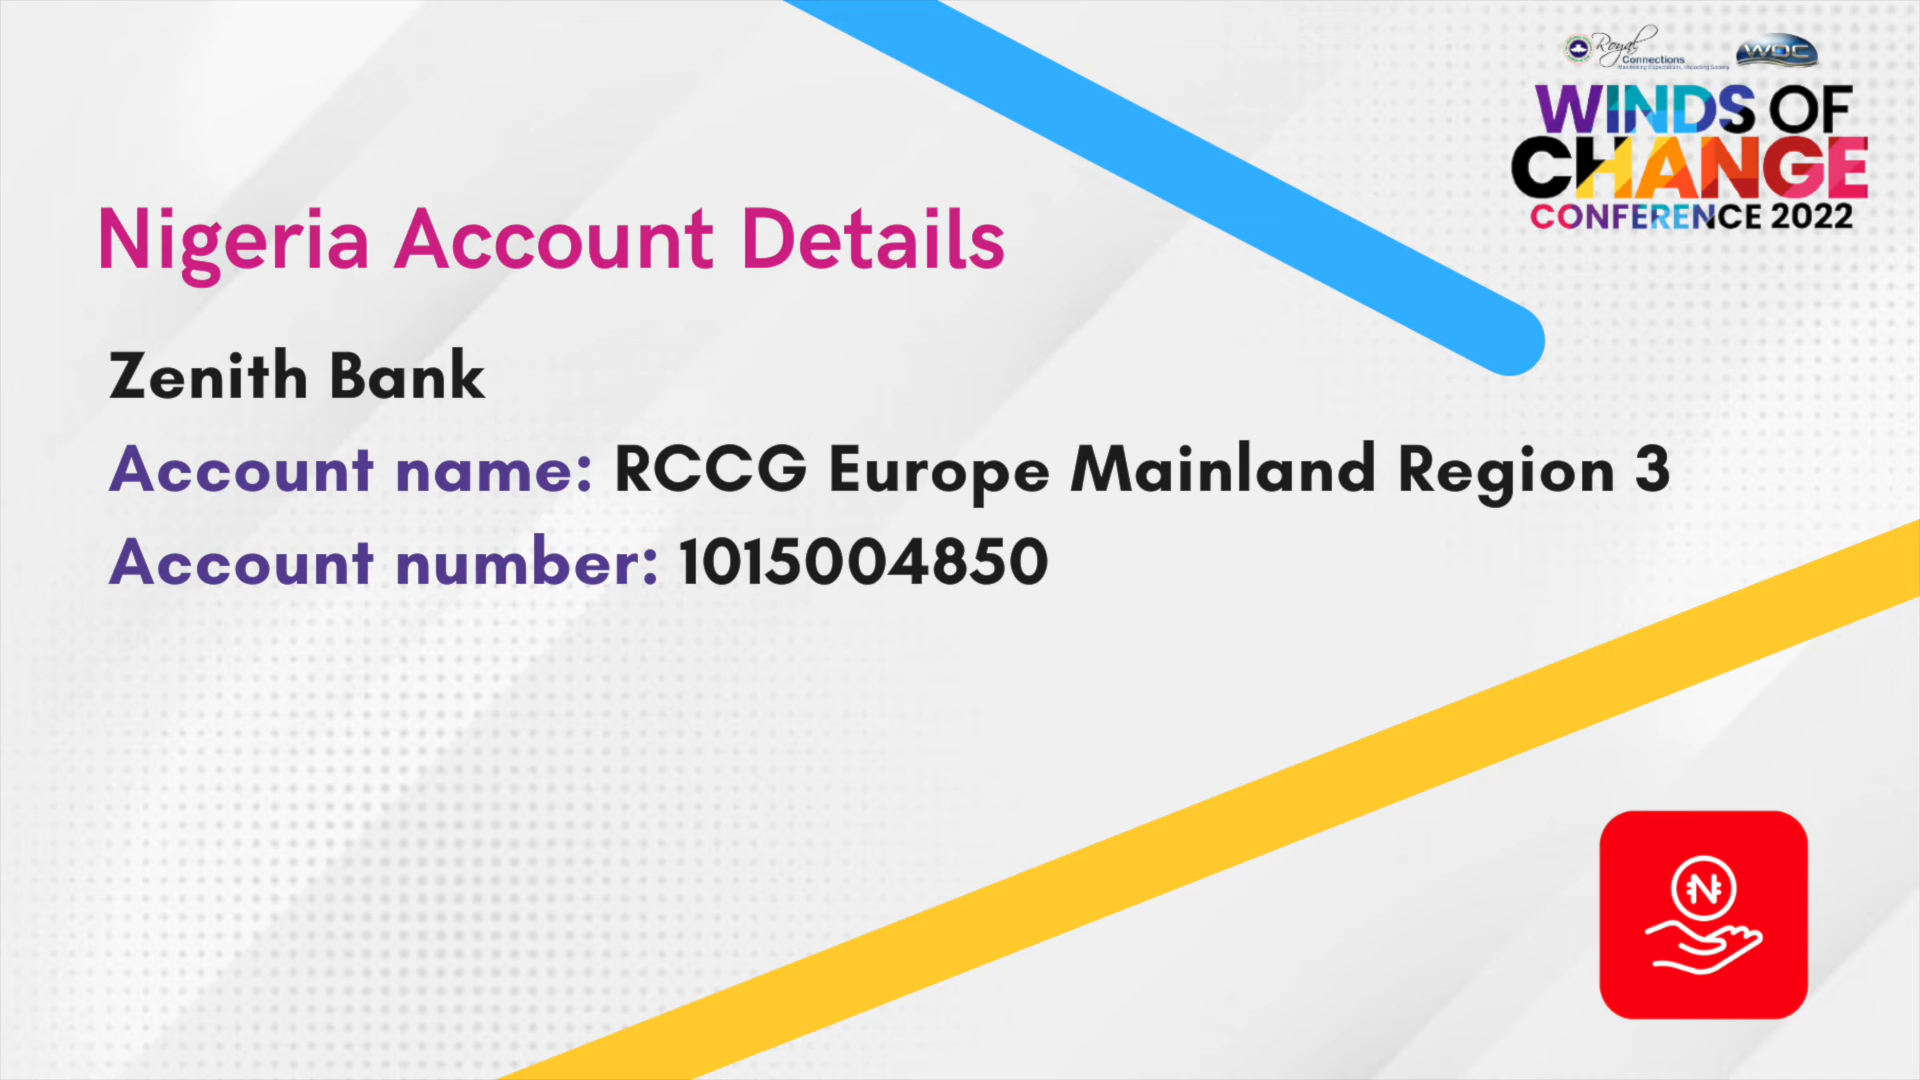 Royal
Connections
WOC
WINDS OF
CHANGE
CONFERENCE 2022
Nigeria Account Details
Zenith Bank
Account name: RCCG Europe Mainland Region 3
Account number: 1015004850
₦